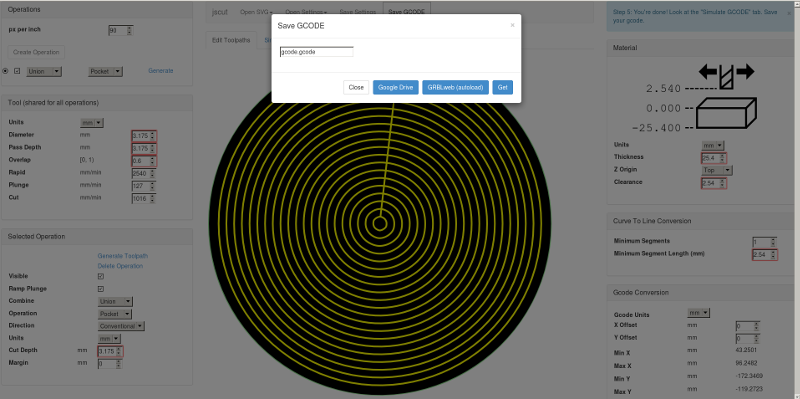 Operations
px per inch 90
Create Operation
Union Pocket Generate
Tool (shared for all operations)
Units mm
Diameter mm 3.175
Pass Depth mm 3.175
Overlap [0, 1) 0.6
Rapid mm/min 2540
Plunge mm/min 127
Cut mm/min 1016
Selected Operation
Generate Toolpath
Delete Operation
Visible
Ramp Plunge
Combine Union
Operation Pocket
Direction Conventional
Units mm
Cut Depth mm 3.175
Margin mm 0
jscut Open SVG Open Settings Save Settings Save GCODE
Edit Toolpaths
Save GCODE ×
gcode.gcode
Close Google Drive GRBLweb (autoload) Get
Step 5: You're done! Look at the "Simulate GCODE" tab. Save ×
your gcode.
Material
2.540
0.000
-25.400
Units mm
Thickness 25.4
Z Origin Top
Clearance 2.54
Curve To Line Conversion
Minimum Segments 1
Minimum Segment Length (mm) 2.54
Gcode Conversion
Gcode Units mm
X Offset mm 0
Y Offset mm 0
Min X mm 43.2501
Max X mm 96.2462
Min Y mm -172.3469
Max Y mm -119.2723